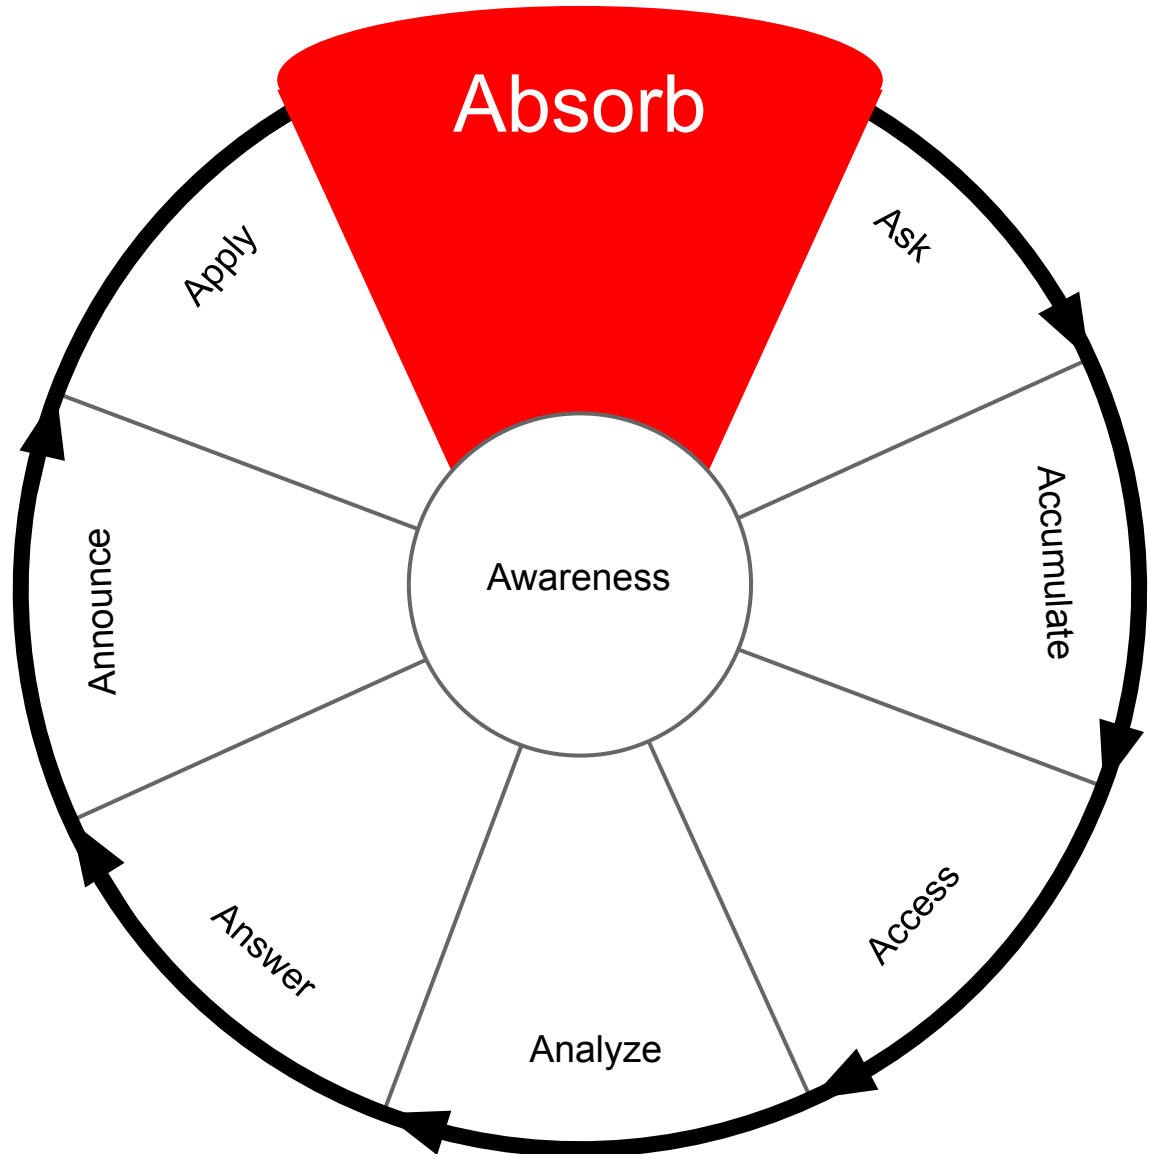 Absorb
Ask
Accumulate
Access
Analyze
Answer
Announce
Apply
Awareness